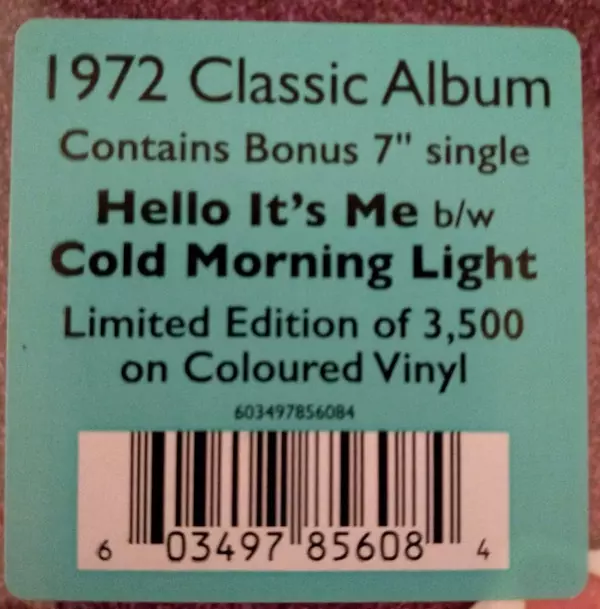 1972 Classic Album
Contains Bonus 7" single
Hello It's Me b/w
Cold Morning Light
Limited Edition of 3,500
on Coloured Vinyl
603497856084
6 03497 85608 4